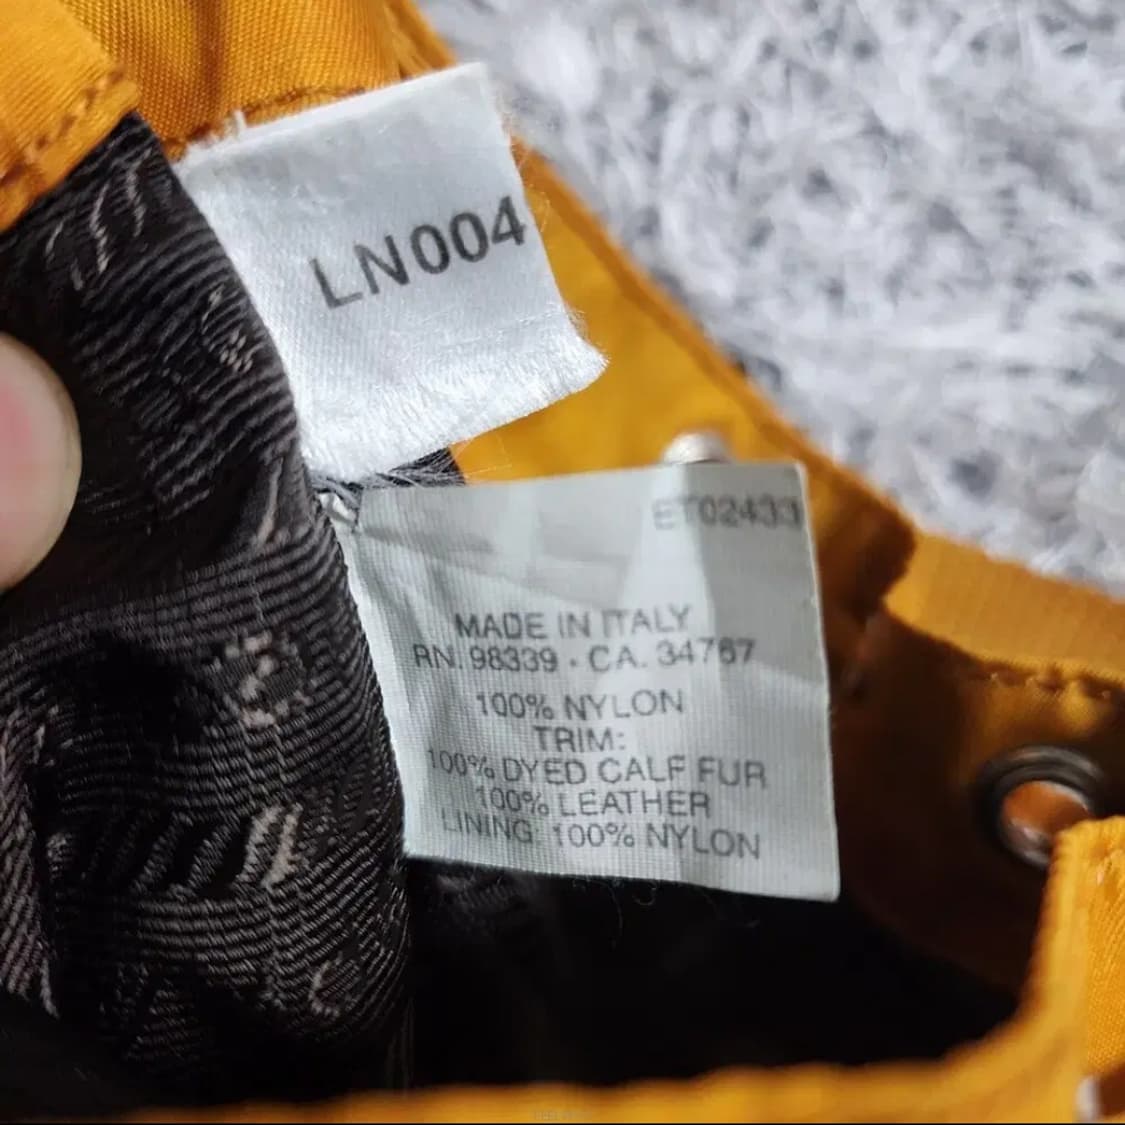 LN004
ET02433
MADE IN ITALY
RN. 98339 - CA. 34767
100% NYLON
TRIM:
100% DYED CALF FUR
100% LEATHER
LINING: 100% NYLON